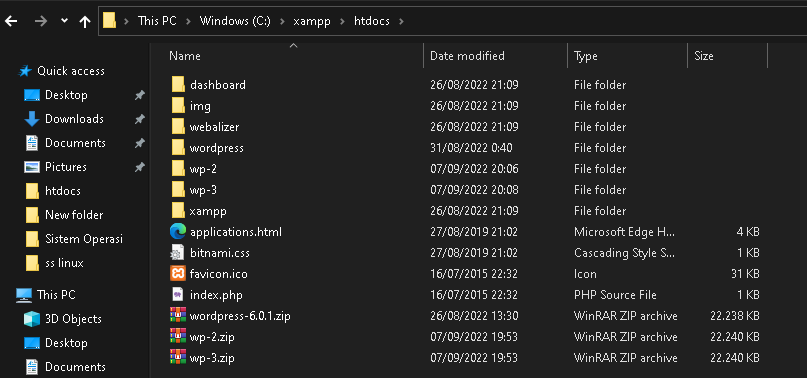 This PC > Windows (C:) > xampp > htdocs >
Name Date modified Type Size
Quick access
Desktop
Downloads
Documents
Pictures
htdocs
New folder
Sistem Operasi
ss linux
This PC
3D Objects
Desktop
Documents
dashboard 26/08/2022 21:09 File folder
img 26/08/2022 21:09 File folder
webalizer 26/08/2022 21:09 File folder
wordpress 31/08/2022 0:40 File folder
wp-2 07/09/2022 20:06 File folder
wp-3 07/09/2022 20:08 File folder
xampp 26/08/2022 21:09 File folder
applications.html 27/08/2019 21:02 Microsoft Edge H... 4 KB
bitnami.css 27/08/2019 21:02 Cascading Style S... 1 KB
favicon.ico 16/07/2015 22:32 Icon 31 KB
index.php 16/07/2015 22:32 PHP Source File 1 KB
wordpress-6.0.1.zip 26/08/2022 13:30 WinRAR ZIP archive 22.238 KB
wp-2.zip 07/09/2022 19:53 WinRAR ZIP archive 22.240 KB
wp-3.zip 07/09/2022 19:53 WinRAR ZIP archive 22.240 KB